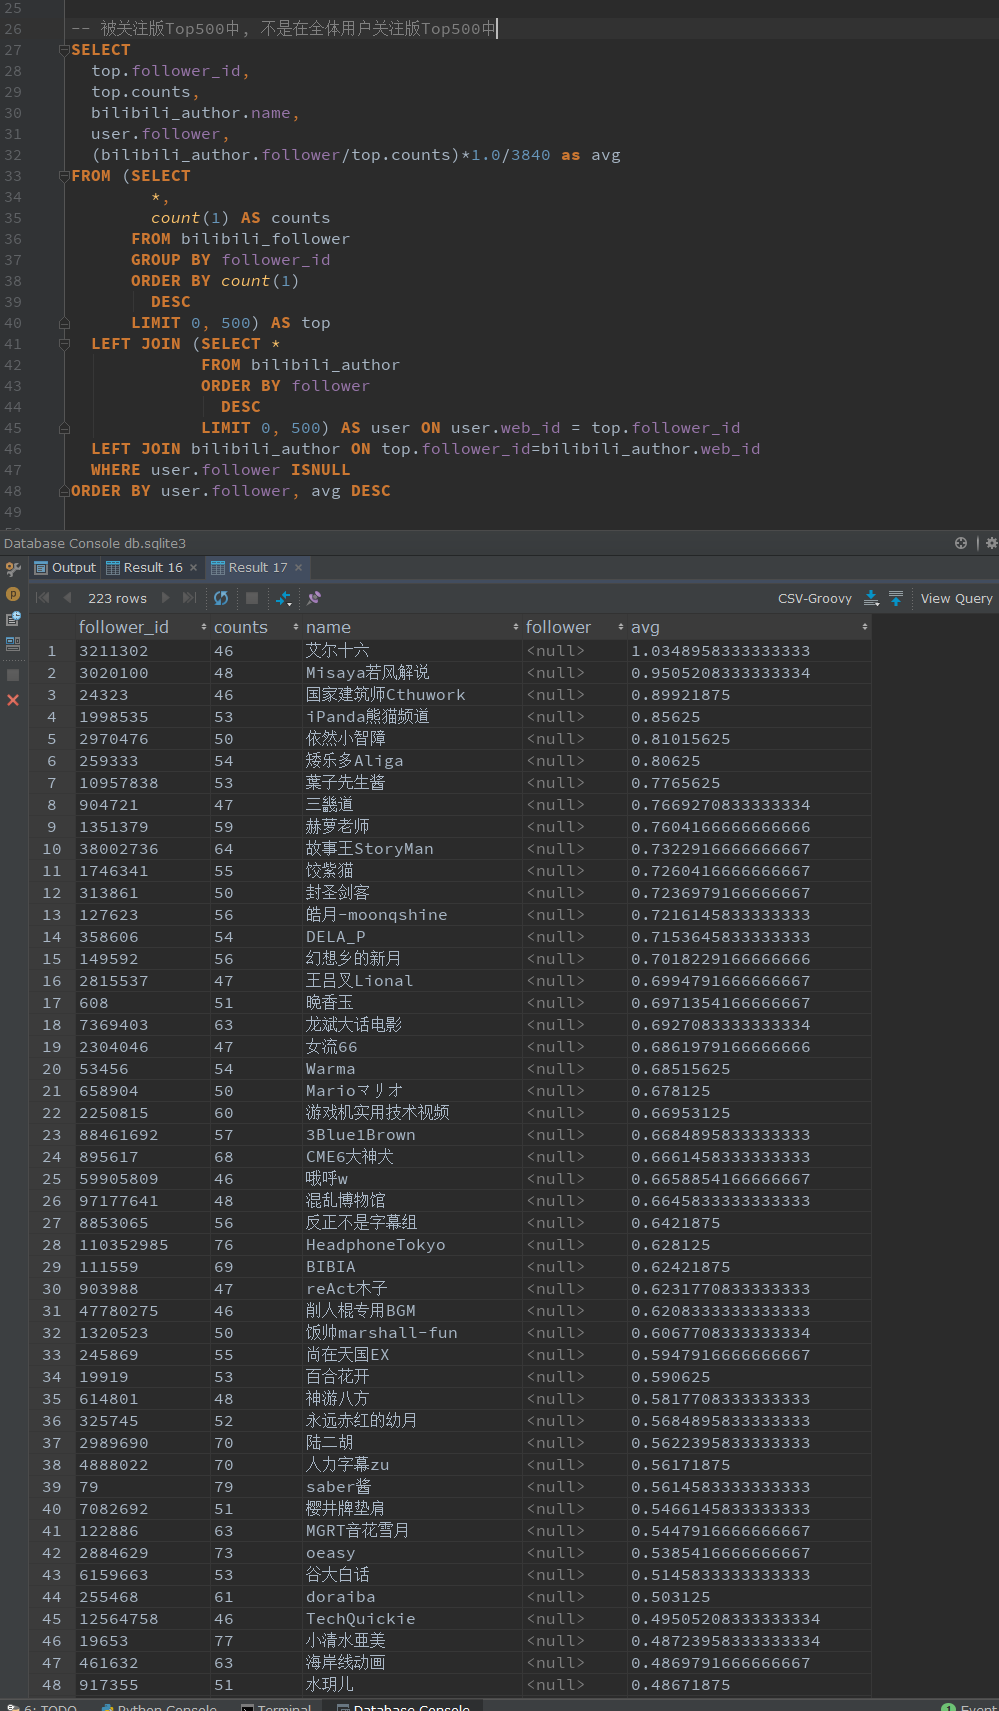 25
26 -- 被关注版Top500中, 不是在全体用户关注版Top500中
27 SELECT
28 top.follower_id,
29 top.counts,
30 bilibili_author.name,
31 user.follower,
32 (bilibili_author.follower/top.counts)*1.0/3840 as avg
33 FROM (SELECT
34 *,
35 count(1) AS counts
36 FROM bilibili_follower
37 GROUP BY follower_id
38 ORDER BY count(1)
39 DESC
40 LIMIT 0, 500) AS top
41 LEFT JOIN (SELECT *
42 FROM bilibili_author
43 ORDER BY follower
44 DESC
45 LIMIT 0, 500) AS user ON user.web_id = top.follower_id
46 LEFT JOIN bilibili_author ON top.follower_id=bilibili_author.web_id
47 WHERE user.follower ISNULL
48 ORDER BY user.follower, avg DESC
49
Database Console db.sqlite3
Output Result 16 × Result 17 ×
223 rows CSV-Groovy View Query
follower_id counts name follower avg
1 3211302 46 艾尔十六 <null> 1.0348958333333333
2 3020100 48 Misaya若风解说 <null> 0.9505208333333334
3 24323 46 国家建筑师Cthuwork <null> 0.89921875
4 1998535 53 iPanda熊猫频道 <null> 0.85625
5 2970476 50 依然小智障 <null> 0.81015625
6 259333 54 矮乐多Aliga <null> 0.80625
7 10957838 53 葉子先生酱 <null> 0.7765625
8 904721 47 三畿道 <null> 0.7669270833333334
9 1351379 59 赫萝老师 <null> 0.7604166666666666
10 38002736 64 故事王StoryMan <null> 0.7322916666666667
11 1746341 55 饺紫猫 <null> 0.7260416666666667
12 313861 50 封圣剑客 <null> 0.7236979166666667
13 127623 56 皓月-moonqshine <null> 0.7216145833333333
14 358606 54 DELA_P <null> 0.7153645833333333
15 149592 56 幻想乡的新月 <null> 0.7018229166666666
16 2815537 47 王吕叉Lional <null> 0.6994791666666667
17 608 51 晚香玉 <null> 0.6971354166666667
18 7369403 63 龙斌大话电影 <null> 0.6927083333333334
19 2304046 47 女流66 <null> 0.6861979166666666
20 53456 54 Warma <null> 0.68515625
21 658904 50 Marioマリオ <null> 0.678125
22 2250815 60 游戏机实用技术视频 <null> 0.66953125
23 88461692 57 3Blue1Brown <null> 0.6684895833333333
24 895617 68 CME6大神犬 <null> 0.6661458333333333
25 59905809 46 哦呼w <null> 0.6658854166666667
26 97177641 48 混乱博物馆 <null> 0.6645833333333333
27 8853065 56 反正不是字幕组 <null> 0.6421875
28 110352985 76 HeadphoneTokyo <null> 0.628125
29 111559 69 BIBIA <null> 0.62421875
30 903988 47 reAct木子 <null> 0.6231770833333333
31 47780275 46 削人棍专用BGM <null> 0.6208333333333333
32 1320523 50 饭帅marshall-fun <null> 0.6067708333333334
33 245869 55 尚在天国EX <null> 0.5947916666666667
34 19919 53 百合花开 <null> 0.590625
35 614801 48 神游八方 <null> 0.5817708333333333
36 325745 52 永远赤红的幼月 <null> 0.5684895833333333
37 2989690 70 陆二胡 <null> 0.5622395833333333
38 4888022 70 人力字幕zu <null> 0.56171875
39 79 79 saber酱 <null> 0.5614583333333333
40 7082692 51 樱井牌垫肩 <null> 0.5466145833333333
41 122886 63 MGRT音花雪月 <null> 0.5447916666666667
42 2884629 73 oeasy <null> 0.5385416666666667
43 6159663 53 谷大白话 <null> 0.5145833333333333
44 255468 61 doraiba <null> 0.503125
45 12564758 46 TechQuickie <null> 0.49505208333333334
46 19653 77 小清水亜美 <null> 0.48723958333333334
47 461632 63 海岸线动画 <null> 0.4869791666666667
48 917355 51 水玥儿 <null> 0.48671875
6: TODO Python Console Terminal Database Console 1 Event